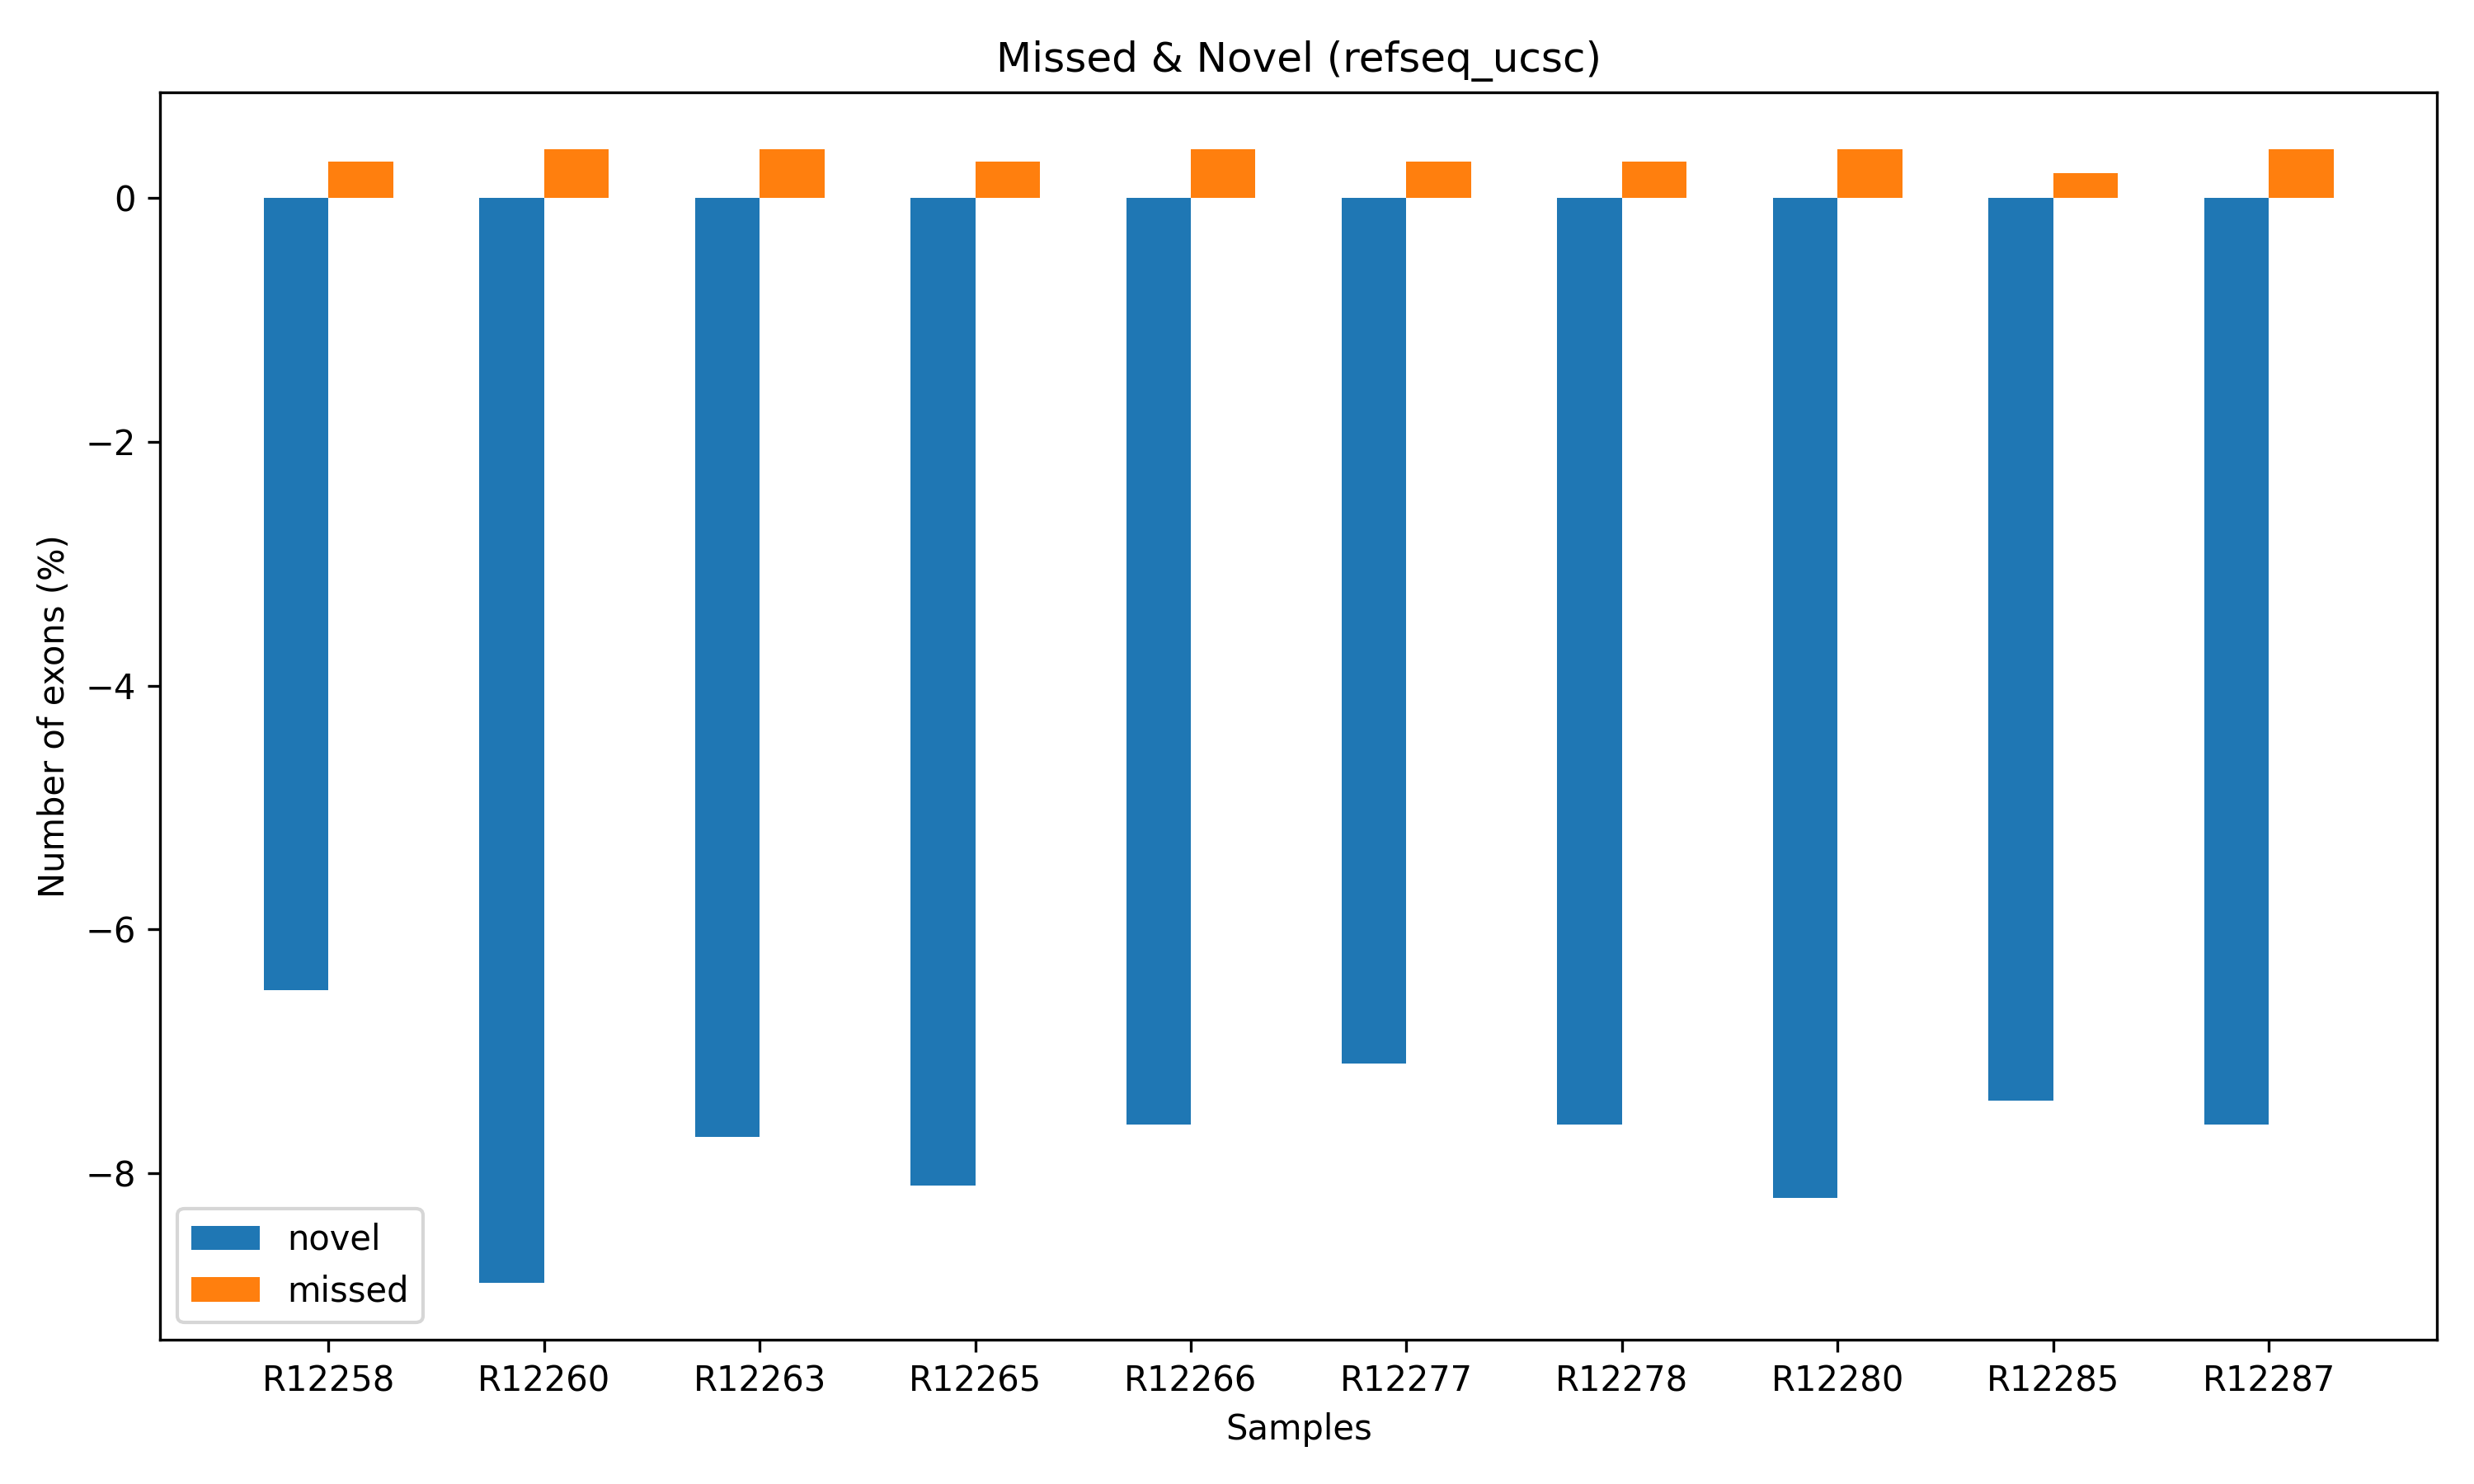 Missed & Novel (refseq_ucsc)
Number of exons (%)
0
−2
−4
−6
−8
novel
missed
R12258 R12260 R12263 R12265 R12266 R12277 R12278 R12280 R12285 R12287
Samples